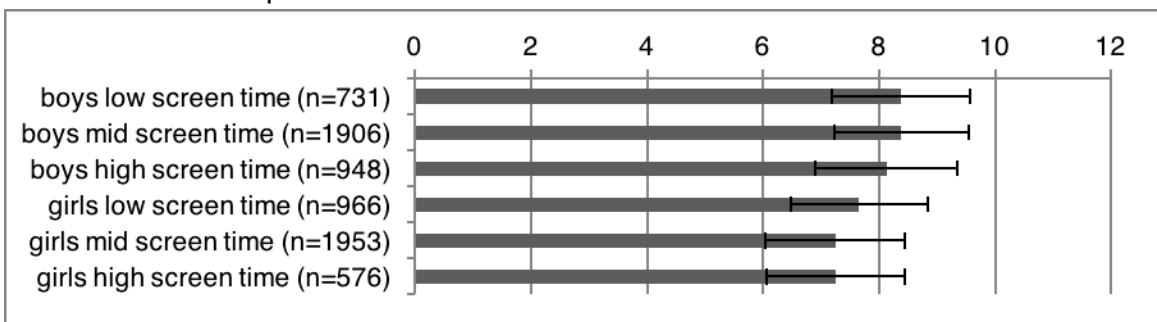 0 2 4 6 8 10 12
boys low screen time (n=731)
boys mid screen time (n=1906)
boys high screen time (n=948)
girls low screen time (n=966)
girls mid screen time (n=1953)
girls high screen time (n=576)